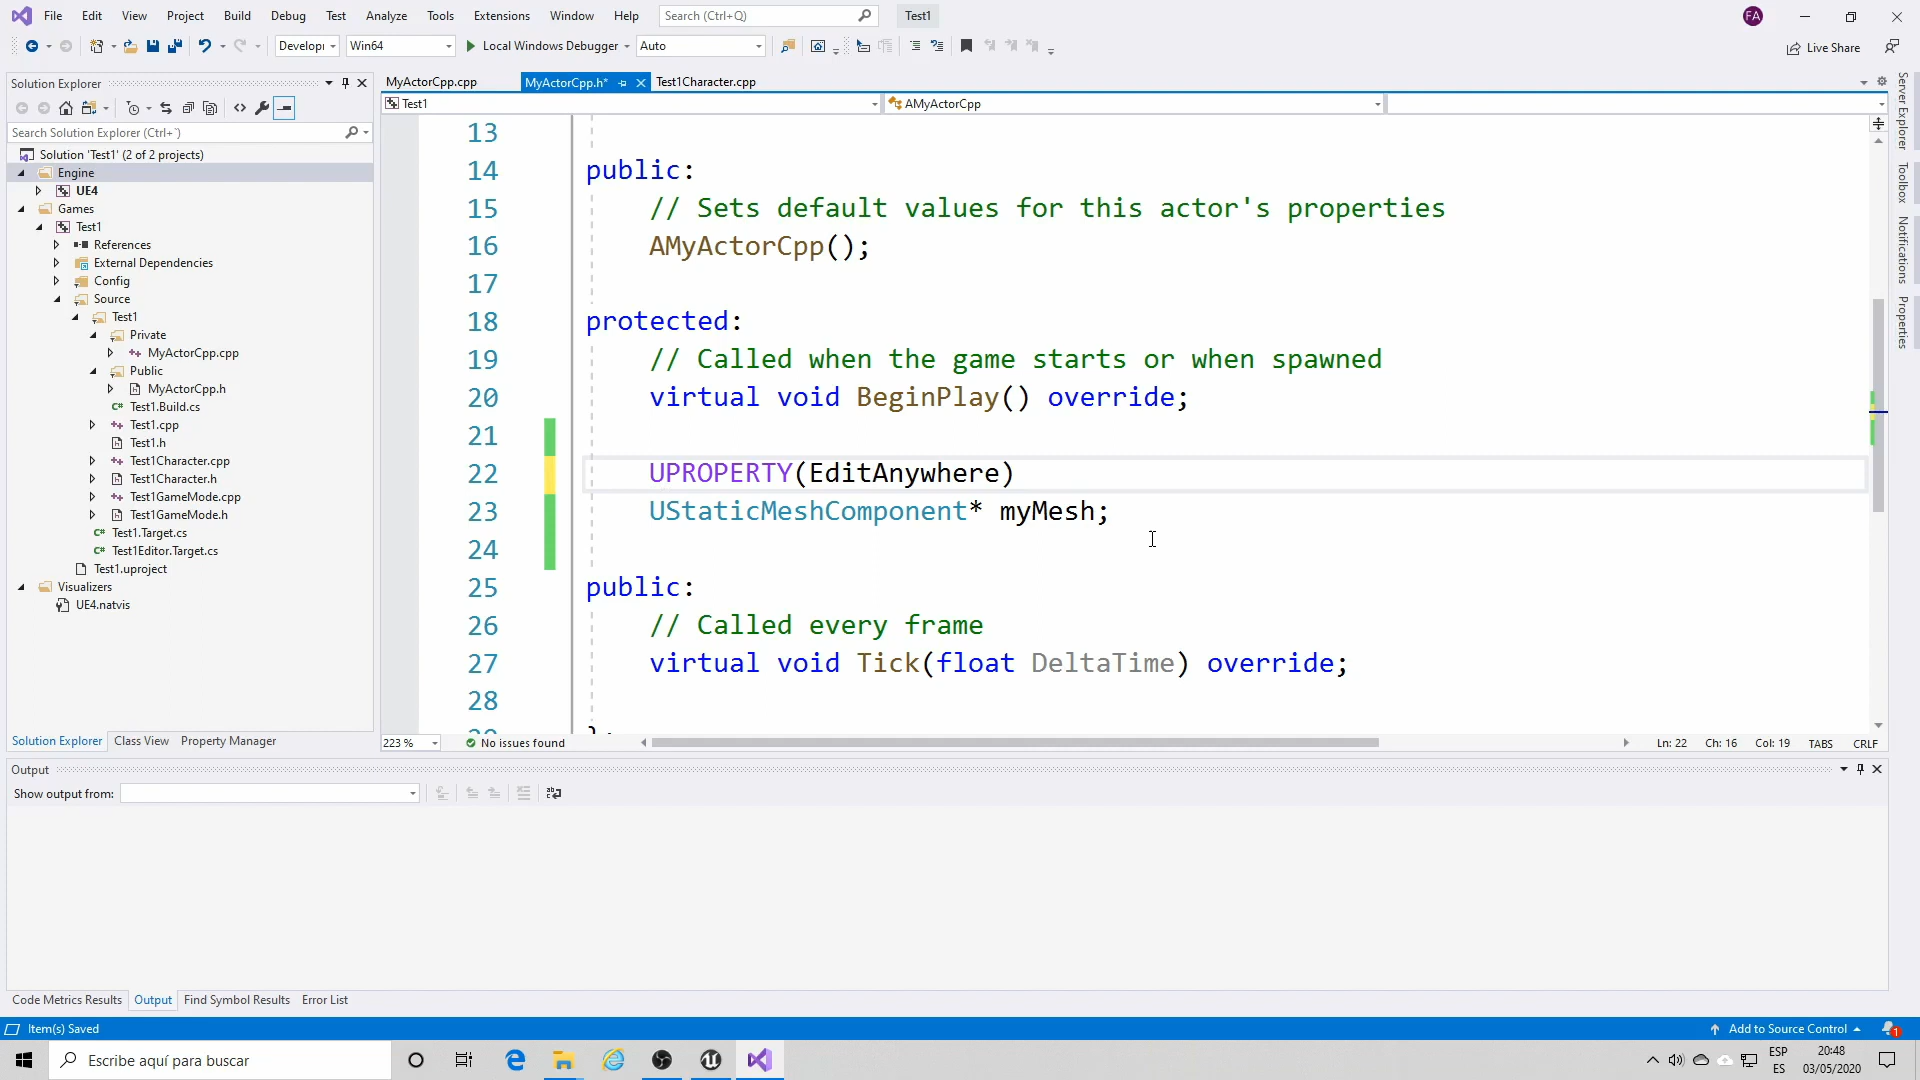 File Edit View Project Build Debug Test Analyze Tools Extensions Window Help Search (Ctrl+Q) Test1 FA
Develop Win64 Local Windows Debugger Auto Live Share
Solution Explorer
Search Solution Explorer (Ctrl+`)
Solution 'Test1' (2 of 2 projects)
Engine
UE4
Games
Test1
References
External Dependencies
Config
Source
Test1
Private
MyActorCpp.cpp
Public
MyActorCpp.h
Test1.Build.cs
Test1.cpp
Test1.h
Test1Character.cpp
Test1Character.h
Test1GameMode.cpp
Test1GameMode.h
Test1.Target.cs
Test1Editor.Target.cs
Test1.uproject
Visualizers
UE4.natvis
Solution Explorer Class View Property Manager
MyActorCpp.cpp MyActorCpp.h* Test1Character.cpp
Test1 AMyActorCpp
13
14 public:
15 // Sets default values for this actor's properties
16 AMyActorCpp();
17
18 protected:
19 // Called when the game starts or when spawned
20 virtual void BeginPlay() override;
21
22 UPROPERTY(EditAnywhere)
23 UStaticMeshComponent* myMesh;
24
25 public:
26 // Called every frame
27 virtual void Tick(float DeltaTime) override;
28
223 % No issues found Ln: 22 Ch: 16 Col: 19 TABS CRLF
Server Explorer
Toolbox
Notifications
Properties
Output
Show output from:
Code Metrics Results Output Find Symbol Results Error List
Item(s) Saved Add to Source Control 1
Escribe aquí para buscar
ESP
ES
20:48
03/05/2020